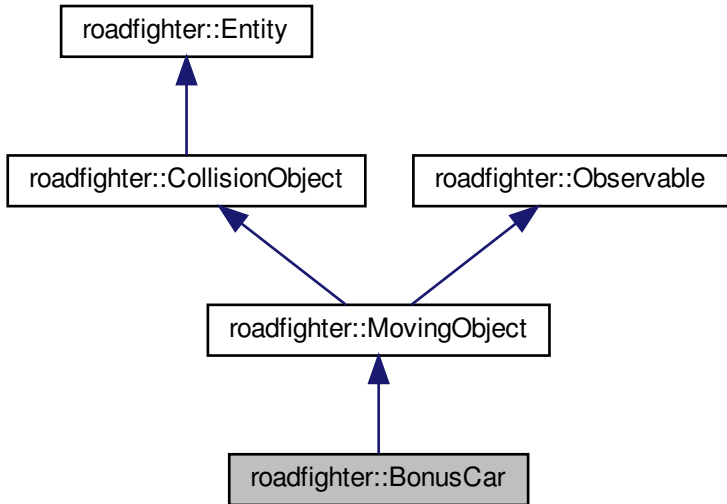 roadfighter::Entity
roadfighter::CollisionObject
roadfighter::Observable
roadfighter::MovingObject
roadfighter::BonusCar